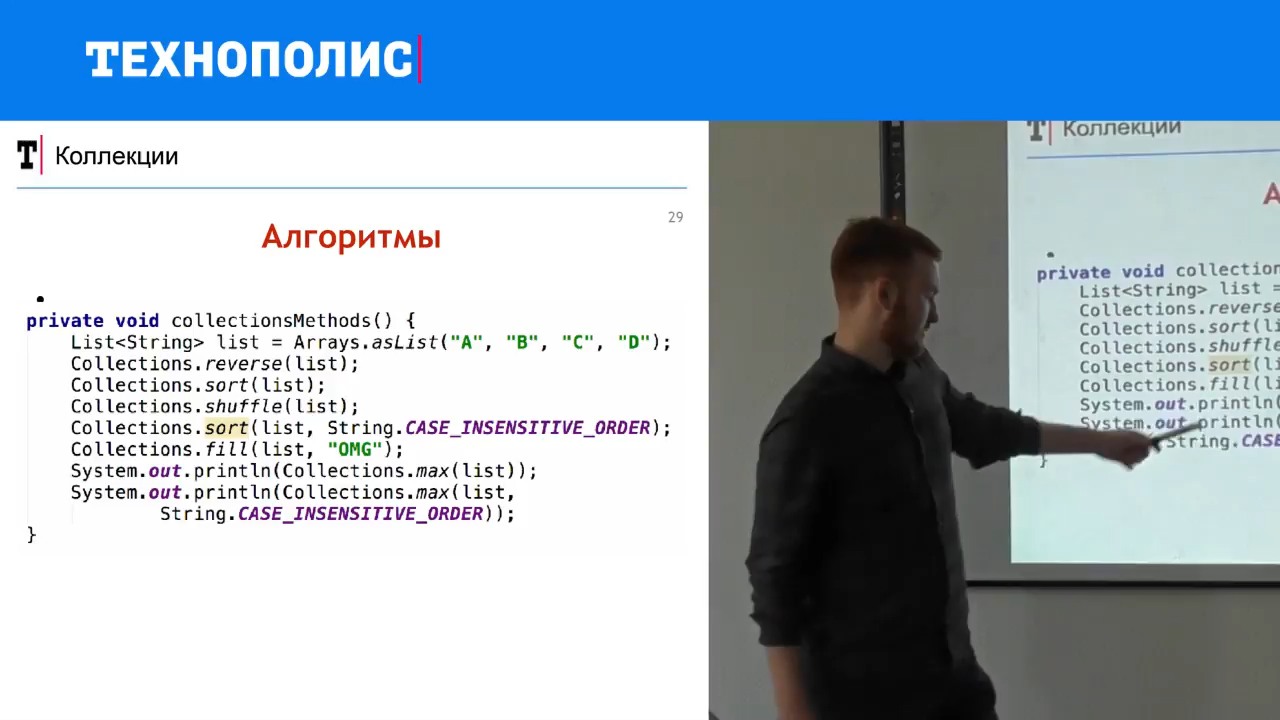 ТЕХНОПОЛИС
Т Коллекции
29
Алгоритмы
private void collectionsMethods() {
List<String> list = Arrays.asList("A", "B", "C", "D");
Collections.reverse(list);
Collections.sort(list);
Collections.shuffle(list);
Collections.sort(list, String.CASE_INSENSITIVE_ORDER);
Collections.fill(list, "OMG");
System.out.println(Collections.max(list));
System.out.println(Collections.max(list,
String.CASE_INSENSITIVE_ORDER));
}
Т Коллекции
А
private void collection
List<String> list =
Collections.reverse
Collections.sort(li
Collections.shuffle
Collections.sort(li
Collections.fill(li
System.out.println(
System.out.println(
String.CASE
}